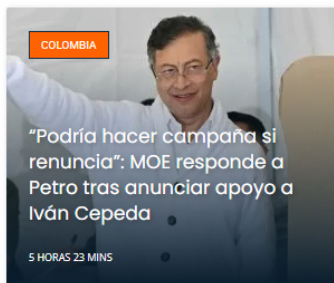 COLOMBIA
“Podría hacer campaña si
renuncia”: MOE responde a
Petro tras anunciar apoyo a
Iván Cepeda
5 HORAS 23 MINS